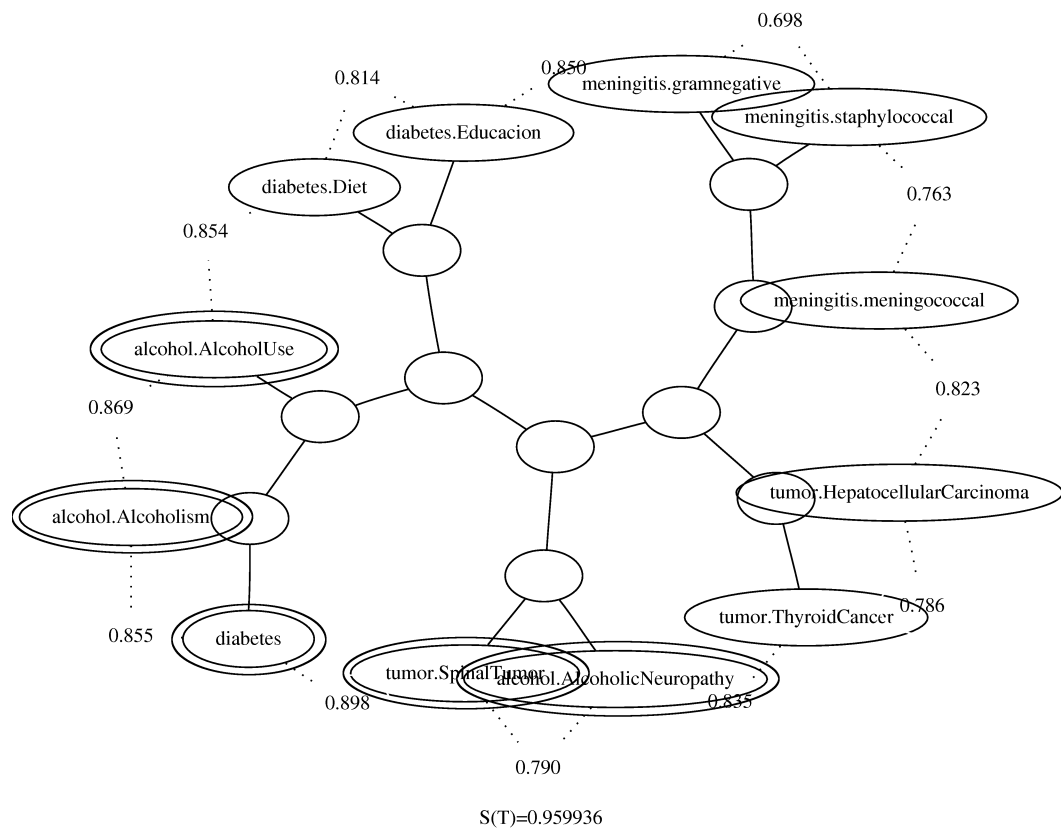 0.698
0.814
0.850
meningitis.gramnegative
meningitis.staphylococcal
diabetes.Educacion
diabetes.Diet
0.763
0.854
meningitis.meningococcal
alcohol.AlcoholUse
0.869
0.823
tumor.HepatocellularCarcinoma
alcohol.Alcoholism
0.786
tumor.ThyroidCancer
0.855
diabetes
tumor.SpinalTumor
alcohol.AlcoholicNeuropathy
0.898
0.835
0.790
S(T)=0.959936